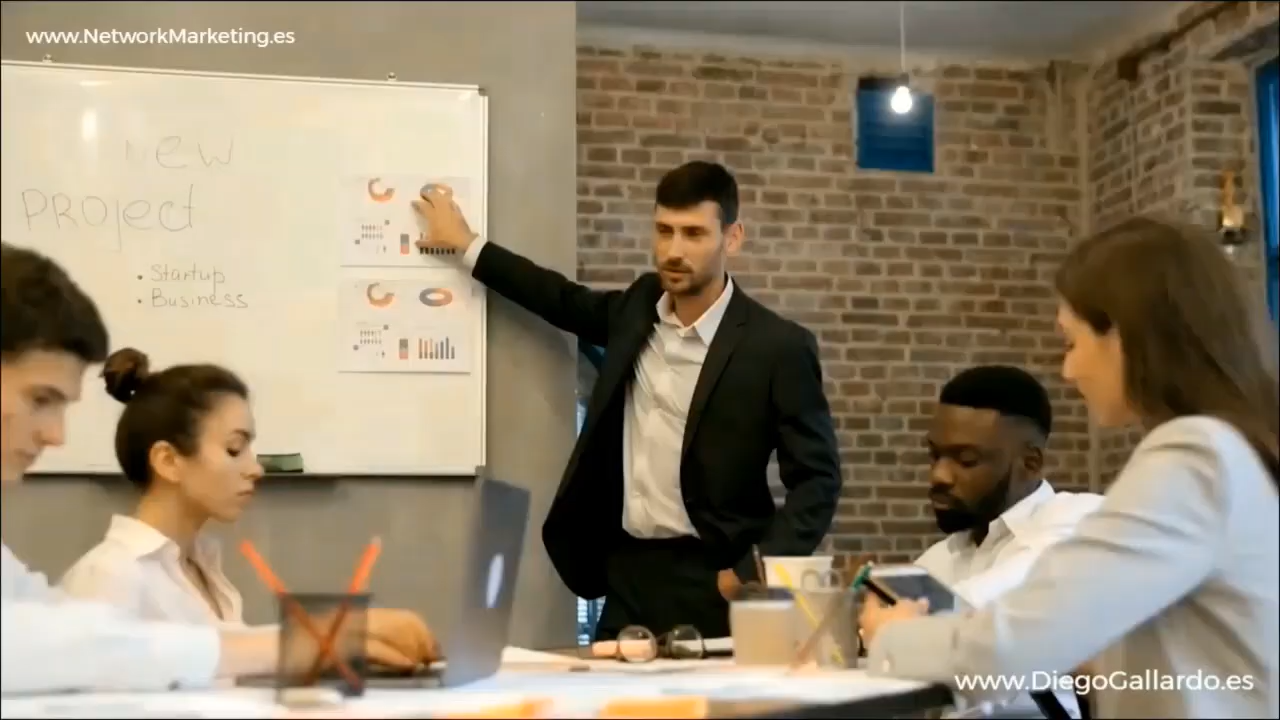 www.NetworkMarketing.es
New
PROject
• Startup
• Business
www.DiegoGallardo.es